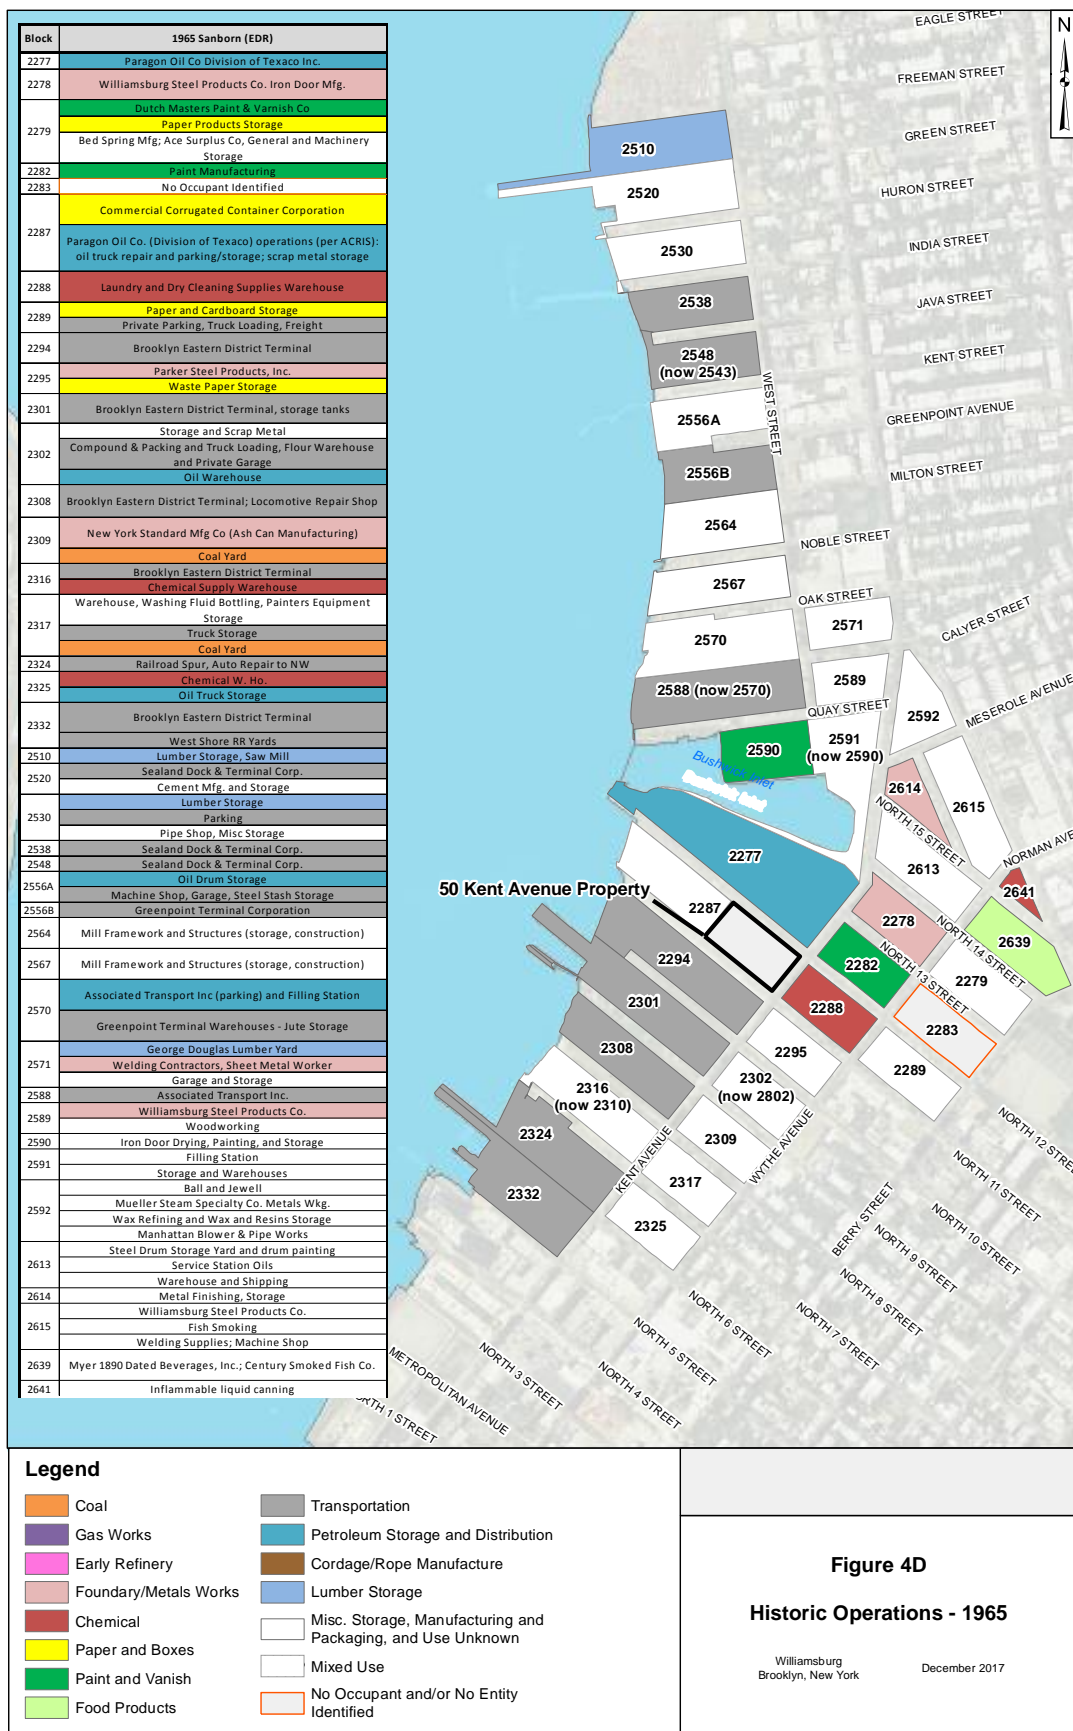 Block 1965 Sanborn (EDR)
2277 Paragon Oil Co Division of Texaco Inc.
2278 Williamsburg Steel Products Co. Iron Door Mfg.
2279 Dutch Masters Paint & Varnish Co
Paper Products Storage
Bed Spring Mfg; Ace Surplus Co, General and Machinery
Storage
2282 Paint Manufacturing
2283 No Occupant Identified
2287 Commercial Corrugated Container Corporation
Paragon Oil Co. (Division of Texaco) operations (per ACRIS):
oil truck repair and parking/storage; scrap metal storage
2288 Laundry and Dry Cleaning Supplies Warehouse
2289 Paper and Cardboard Storage
Private Parking, Truck Loading, Freight
2294 Brooklyn Eastern District Terminal
2295 Parker Steel Products, Inc.
Waste Paper Storage
2301 Brooklyn Eastern District Terminal, storage tanks
2302 Storage and Scrap Metal
Compound & Packing and Truck Loading, Flour Warehouse
and Private Garage
Oil Warehouse
2308 Brooklyn Eastern District Terminal; Locomotive Repair Shop
2309 New York Standard Mfg Co (Ash Can Manufacturing)
Coal Yard
2316 Brooklyn Eastern District Terminal
Chemical Supply Warehouse
2317 Warehouse, Washing Fluid Bottling, Painters Equipment
Storage
Truck Storage
Coal Yard
2324 Railroad Spur, Auto Repair to NW
2325 Chemical W. Ho.
Oil Truck Storage
2332 Brooklyn Eastern District Terminal
West Shore RR Yards
2510 Lumber Storage, Saw Mill
2520 Sealand Dock & Terminal Corp.
Cement Mfg. and Storage
2530 Lumber Storage
Parking
Pipe Shop, Misc Storage
2538 Sealand Dock & Terminal Corp.
2548 Sealand Dock & Terminal Corp.
2556A Oil Drum Storage
Machine Shop, Garage, Steel Stash Storage
2556B Greenpoint Terminal Corporation
2564 Mill Framework and Structures (storage, construction)
2567 Mill Framework and Structures (storage, construction)
2570 Associated Transport Inc (parking) and Filling Station
Greenpoint Terminal Warehouses - Jute Storage
2571 George Douglas Lumber Yard
Welding Contractors, Sheet Metal Worker
Garage and Storage
2588 Associated Transport Inc.
2589 Williamsburg Steel Products Co.
Woodworking
2590 Iron Door Drying, Painting, and Storage
2591 Filling Station
Storage and Warehouses
2592 Ball and Jewell
Mueller Steam Specialty Co. Metals Wkg.
Wax Refining and Wax and Resins Storage
Manhattan Blower & Pipe Works
2613 Steel Drum Storage Yard and drum painting
Service Station Oils
Warehouse and Shipping
2614 Metal Finishing, Storage
2615 Williamsburg Steel Products Co.
Fish Smoking
Welding Supplies; Machine Shop
2639 Myer 1890 Dated Beverages, Inc.; Century Smoked Fish Co.
2641 Inflammable liquid canning
N
EAGLE STREET
FREEMAN STREET
GREEN STREET
HURON STREET
INDIA STREET
JAVA STREET
KENT STREET
GREENPOINT AVENUE
MILTON STREET
WEST STREET
NOBLE STREET
OAK STREET
CALYER STREET
MESEROLE AVENUE
QUAY STREET
NORMAN AVE
2510
2520
2530
2538
2548
(now 2543)
2556A
2556B
2564
2567
2570
2571
2588 (now 2570)
2589
2592
2590
2591
(now 2590)
Bushwick Inlet
2614
2615
NORTH 15 STREET
2613
2641
2277
50 Kent Avenue Property
2287
2278
2639
NORTH 14 STREET
2294
2282
NORTH 13 STREET
2279
2301
2288
2283
2308
2295
2289
2316
(now 2310)
2302
(now 2802)
2324
2309
KENT AVENUE
WYTHE AVENUE
2317
2332
2325
BERRY STREET
NORTH 12 STREE
NORTH 11 STREET
NORTH 10 STREET
NORTH 9 STREET
NORTH 8 STREET
NORTH 7 STREET
NORTH 6 STREET
NORTH 5 STREET
NORTH 4 STREET
NORTH 3 STREET
METROPOLITAN AVENUE
RTH 1 STREET
Legend
Coal
Gas Works
Early Refinery
Foundary/Metals Works
Chemical
Paper and Boxes
Paint and Vanish
Food Products
Transportation
Petroleum Storage and Distribution
Cordage/Rope Manufacture
Lumber Storage
Misc. Storage, Manufacturing and
Packaging, and Use Unknown
Mixed Use
No Occupant and/or No Entity
Identified
Figure 4D
Historic Operations - 1965
Williamsburg
Brooklyn, New York
December 2017